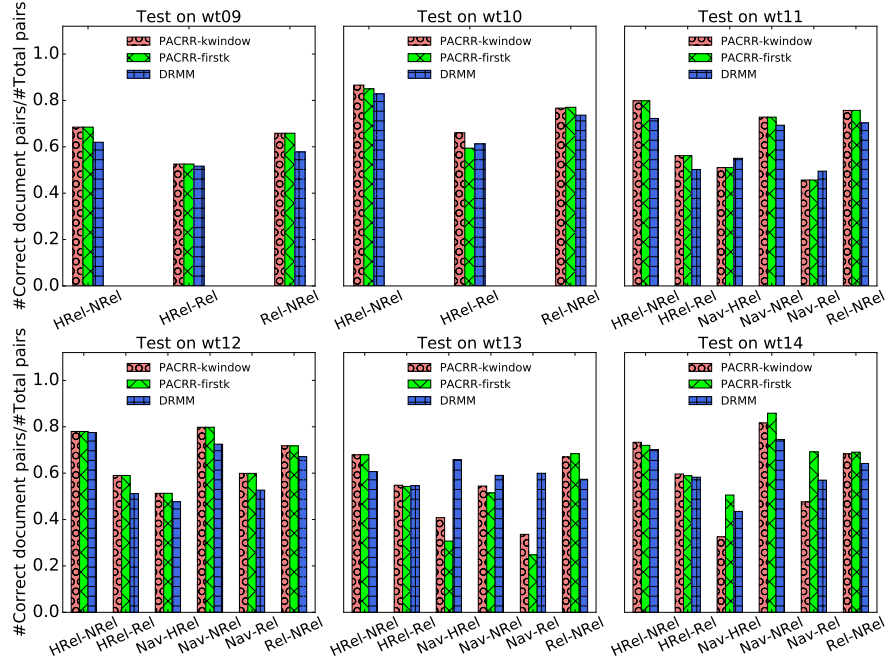 Test on wt09
Test on wt10
Test on wt11
#Correct document pairs/#Total pairs
1.0
0.8
0.6
0.4
0.2
0.0
PACRR-kwindow
PACRR-firstk
DRMM
PACRR-kwindow
PACRR-firstk
DRMM
PACRR-kwindow
PACRR-firstk
DRMM
HRel-NRel
HRel-Rel
Rel-NRel
HRel-NRel
HRel-Rel
Rel-NRel
HRel-NRel
HRel-Rel
Nav-HRel
Nav-NRel
Nav-Rel
Rel-NRel
Test on wt12
Test on wt13
Test on wt14
#Correct document pairs/#Total pairs
1.0
0.8
0.6
0.4
0.2
0.0
PACRR-kwindow
PACRR-firstk
DRMM
PACRR-kwindow
PACRR-firstk
DRMM
PACRR-kwindow
PACRR-firstk
DRMM
HRel-NRel
HRel-Rel
Nav-HRel
Nav-NRel
Nav-Rel
Rel-NRel
HRel-NRel
HRel-Rel
Nav-HRel
Nav-NRel
Nav-Rel
Rel-NRel
HRel-NRel
HRel-Rel
Nav-HRel
Nav-NRel
Nav-Rel
Rel-NRel